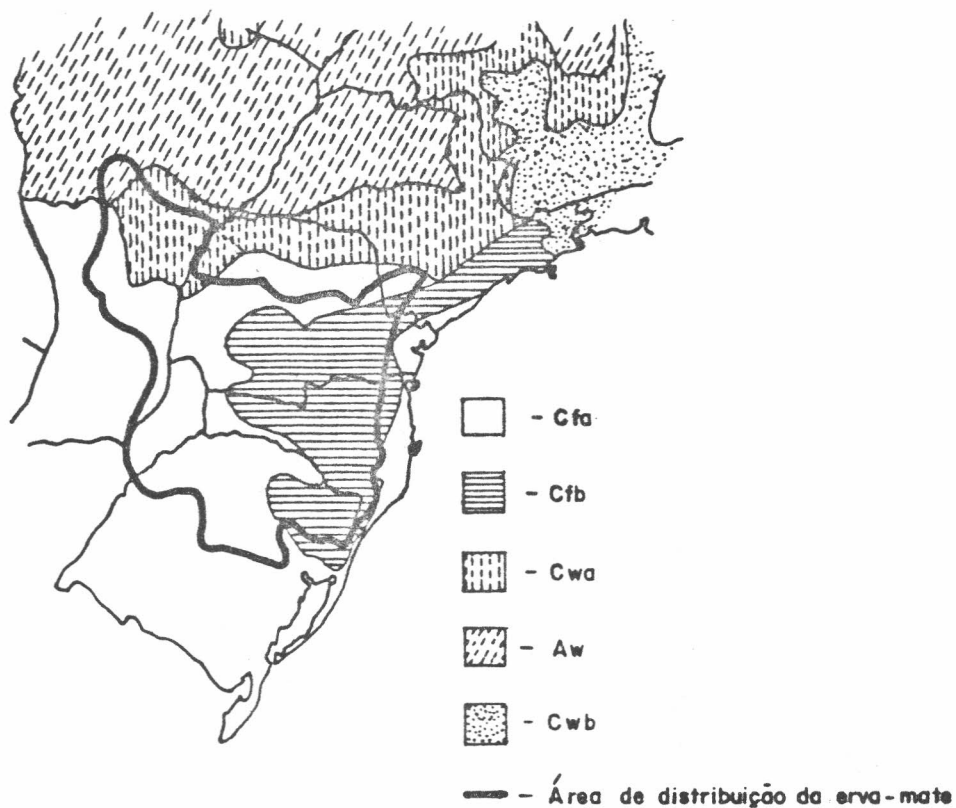 - Cfa
- Cfb
- Cwa
- Aw
- Cwb
- Área de distribuição da erva-mate